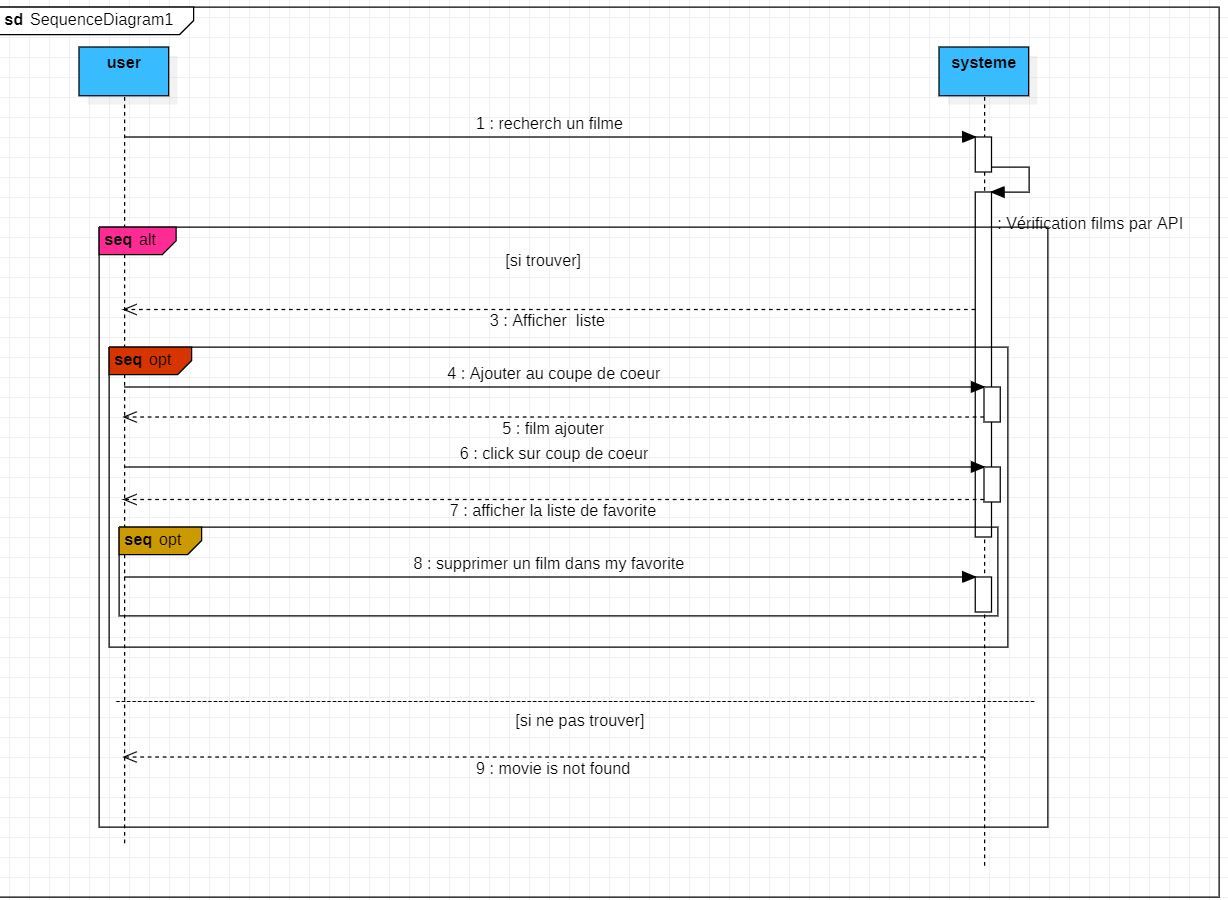 sd SequenceDiagram1
user
systeme
1 : recherch un filme
: Vérification films par API
seq alt
[si trouver]
3 : Afficher liste
seq opt
4 : Ajouter au coupe de coeur
5 : film ajouter
6 : click sur coup de coeur
7 : afficher la liste de favorite
seq opt
8 : supprimer un film dans my favorite
[si ne pas trouver]
9 : movie is not found